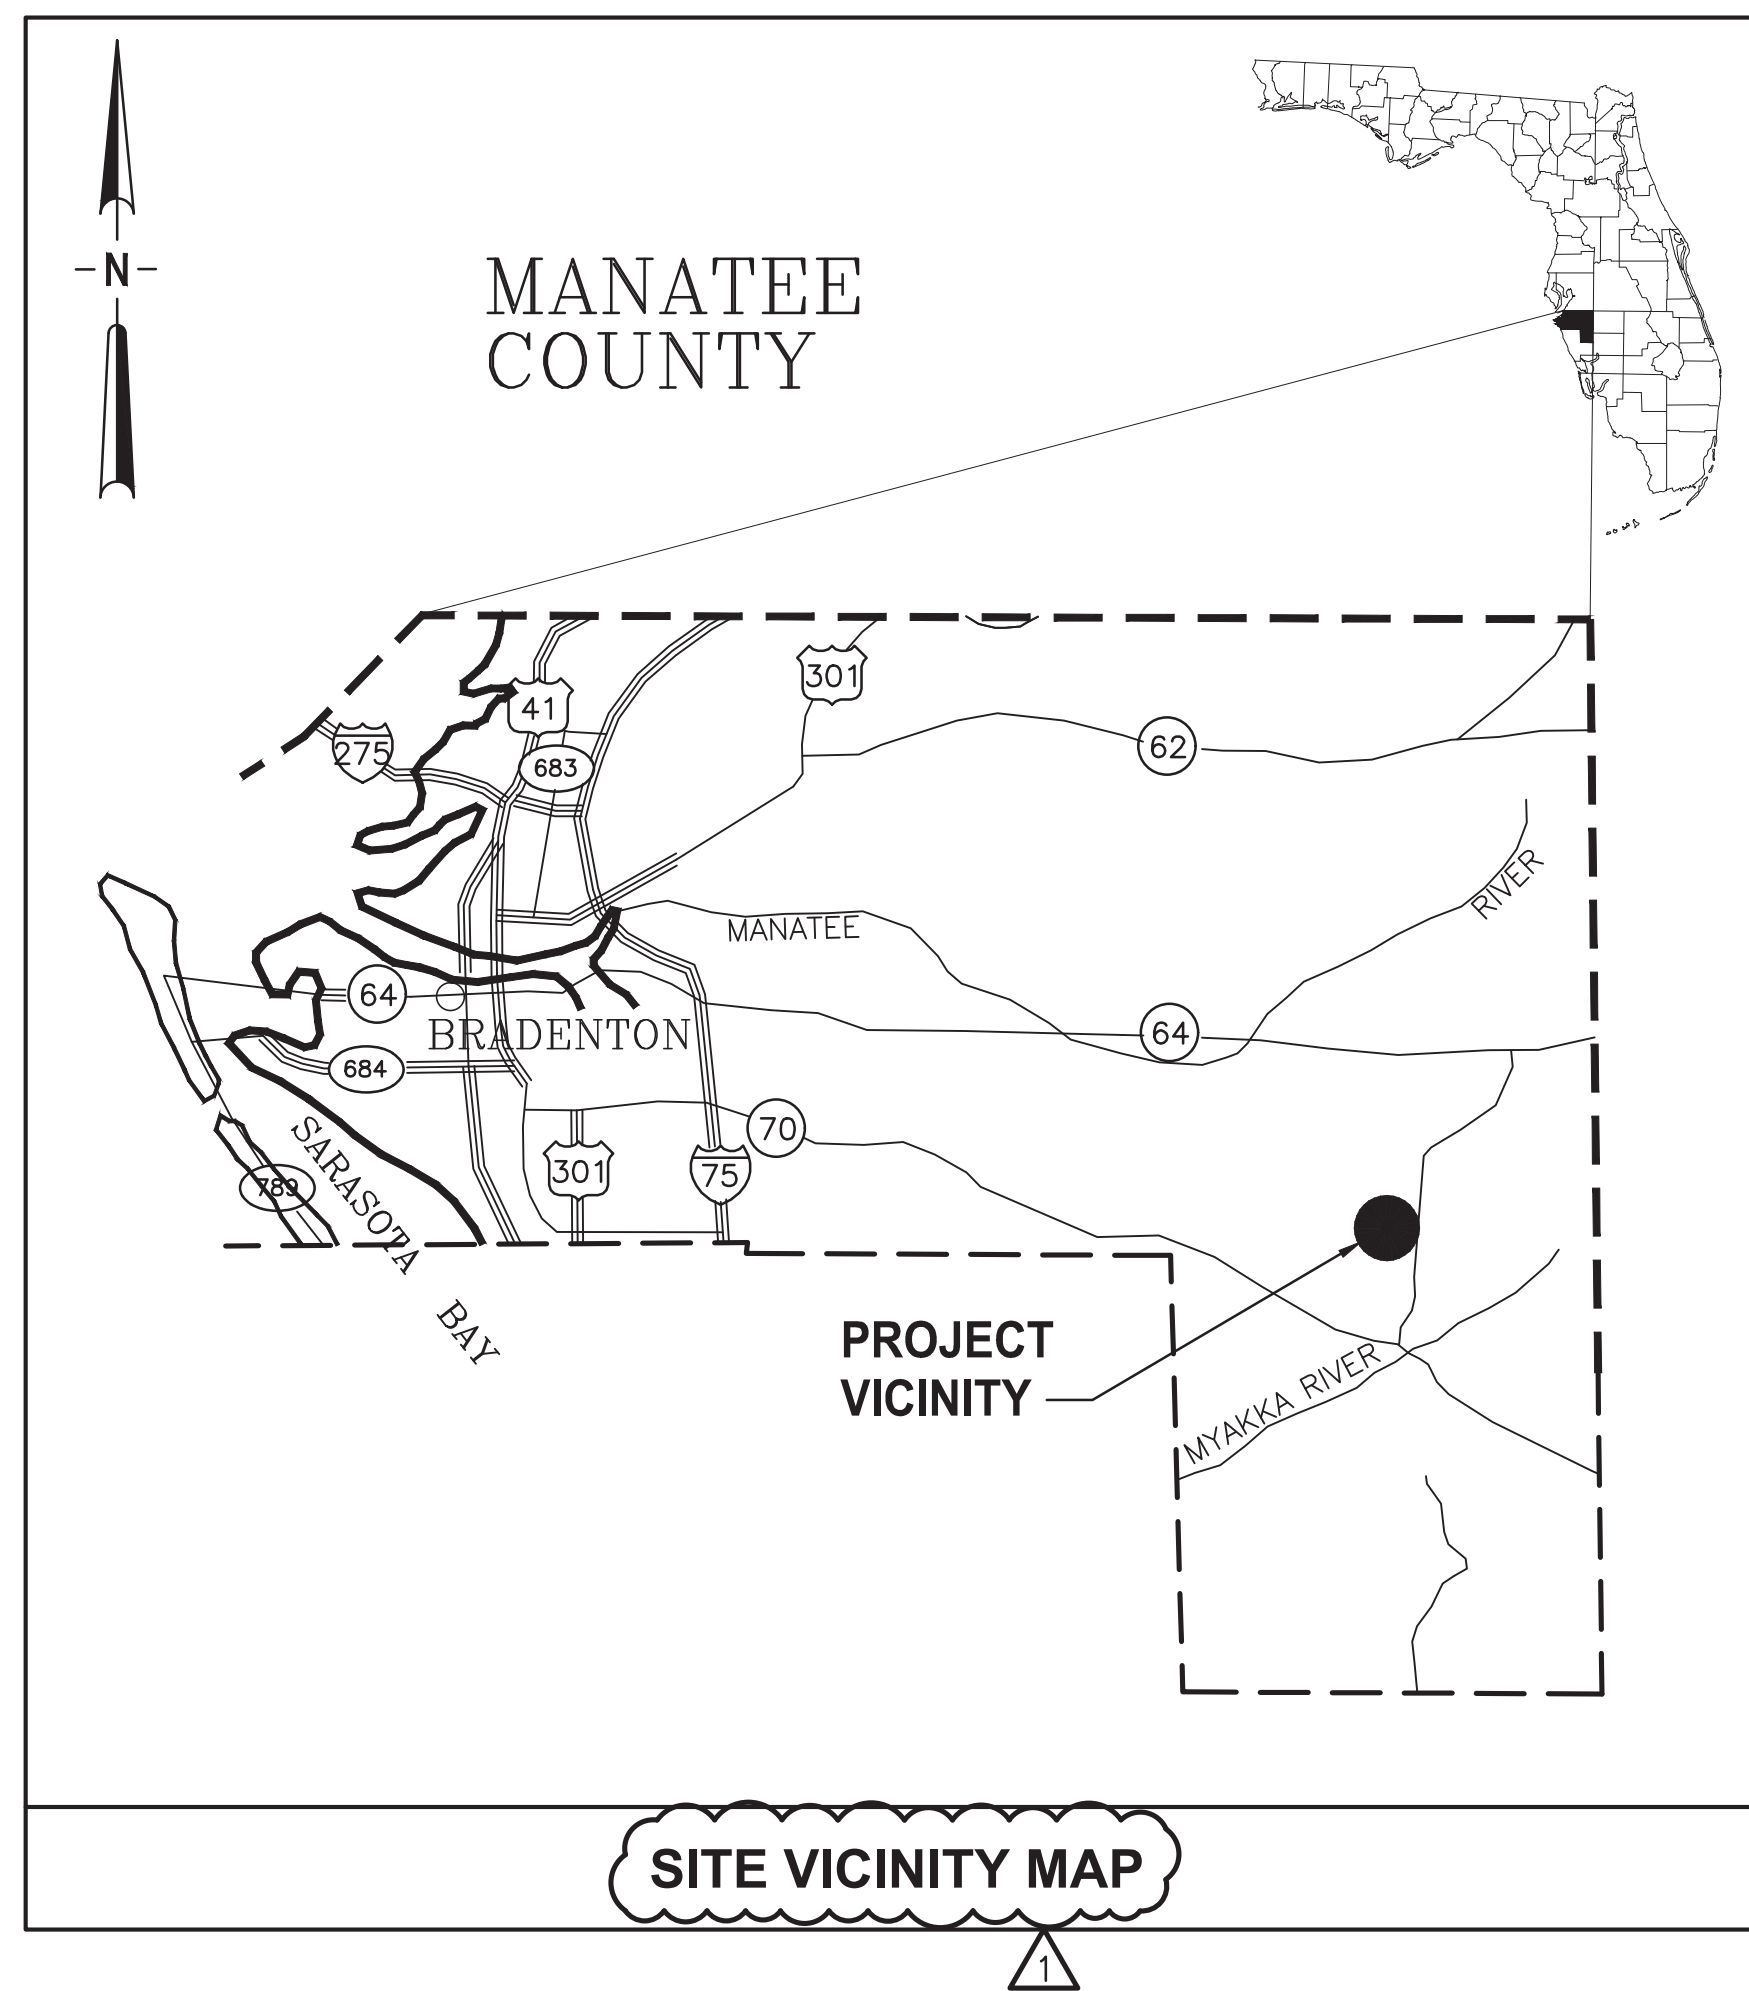 N
MANATEE
COUNTY
301
41
275
683
62
RIVER
MANATEE
64
BRADENTON
64
684
70
SARASOTA BAY
301
75
789
PROJECT
VICINITY
MYAKKA RIVER
SITE VICINITY MAP
1